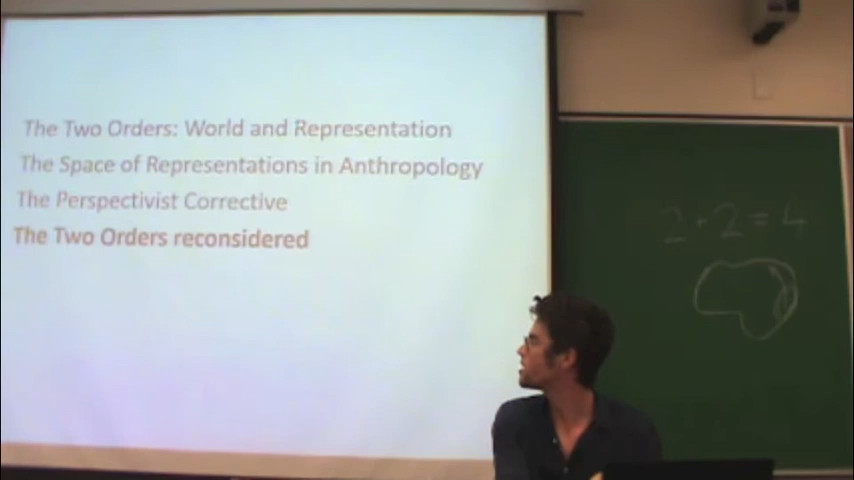 The Two Orders: World and Representation
The Space of Representations in Anthropology
The Perspectivist Corrective
The Two Orders reconsidered
2+2=4